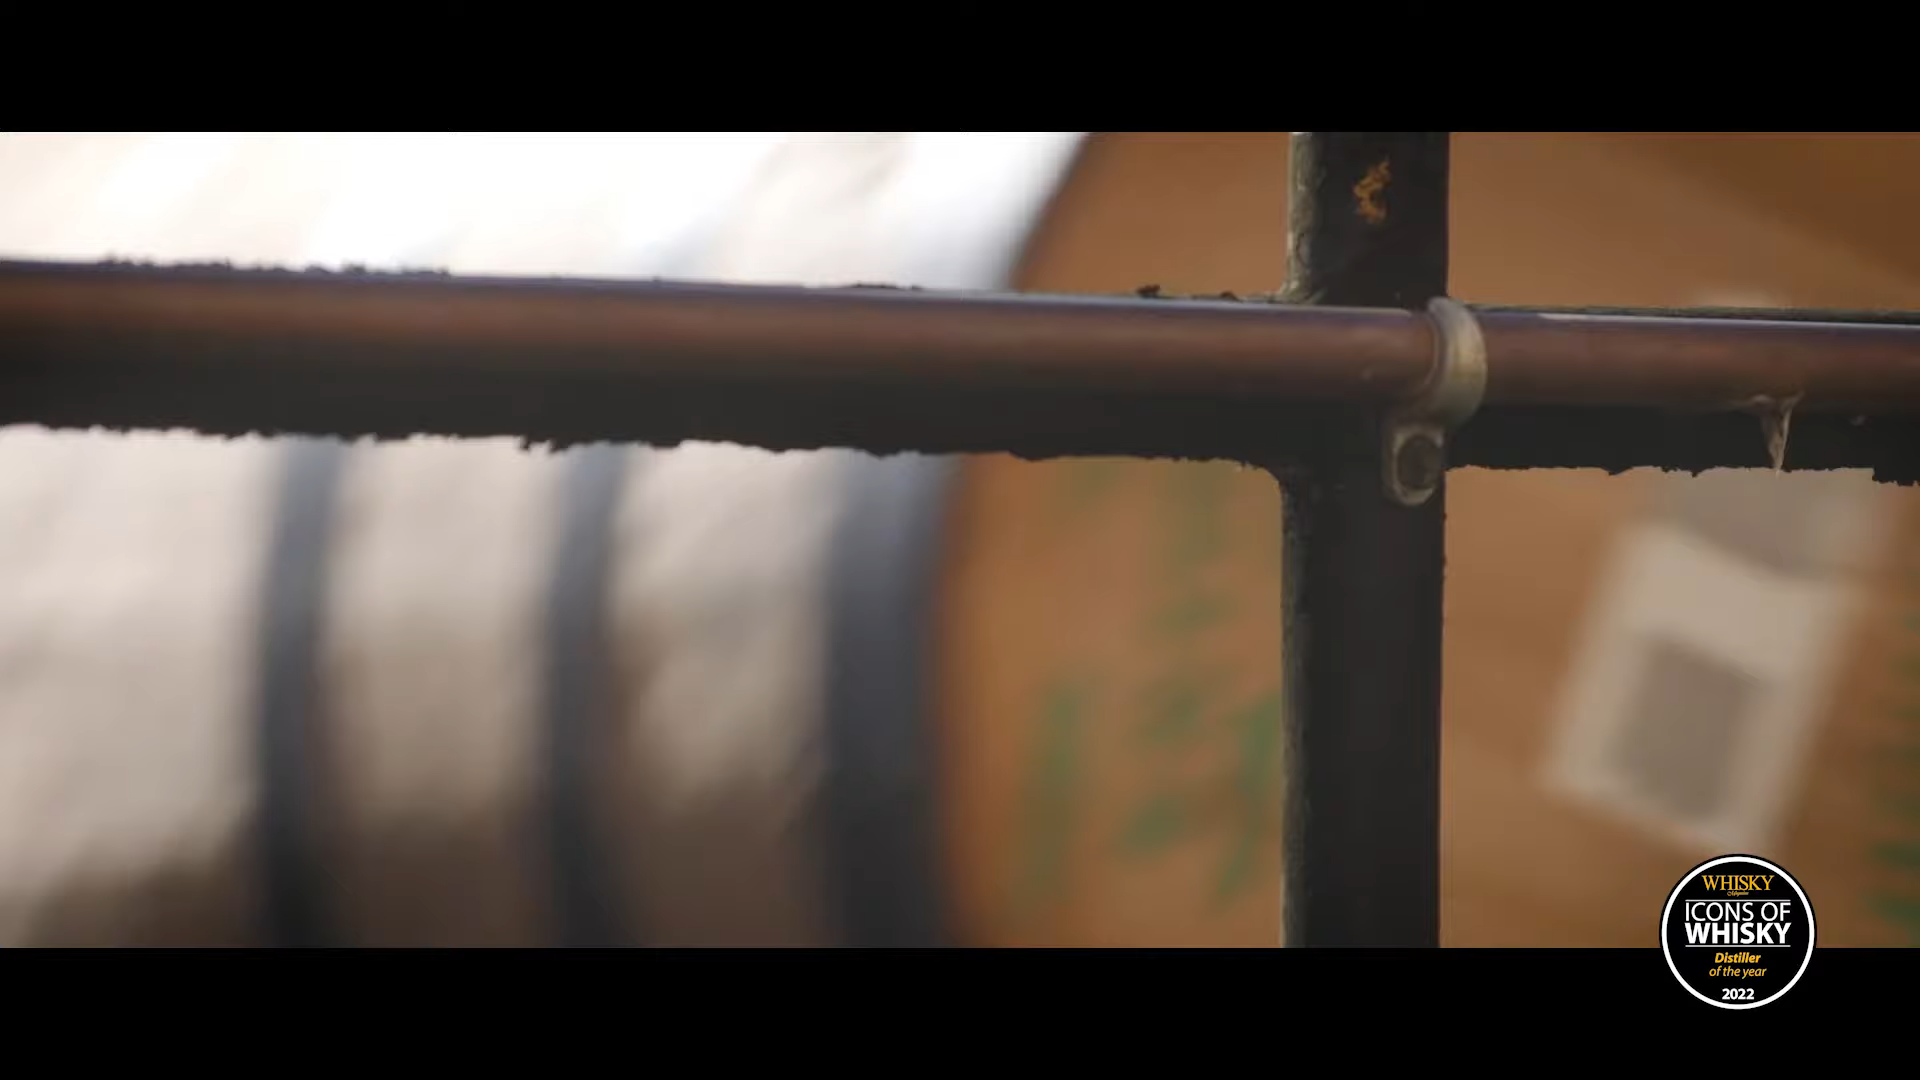 WHISKY
Magazine
ICONS OF
WHISKY
Distiller
of the year
2022